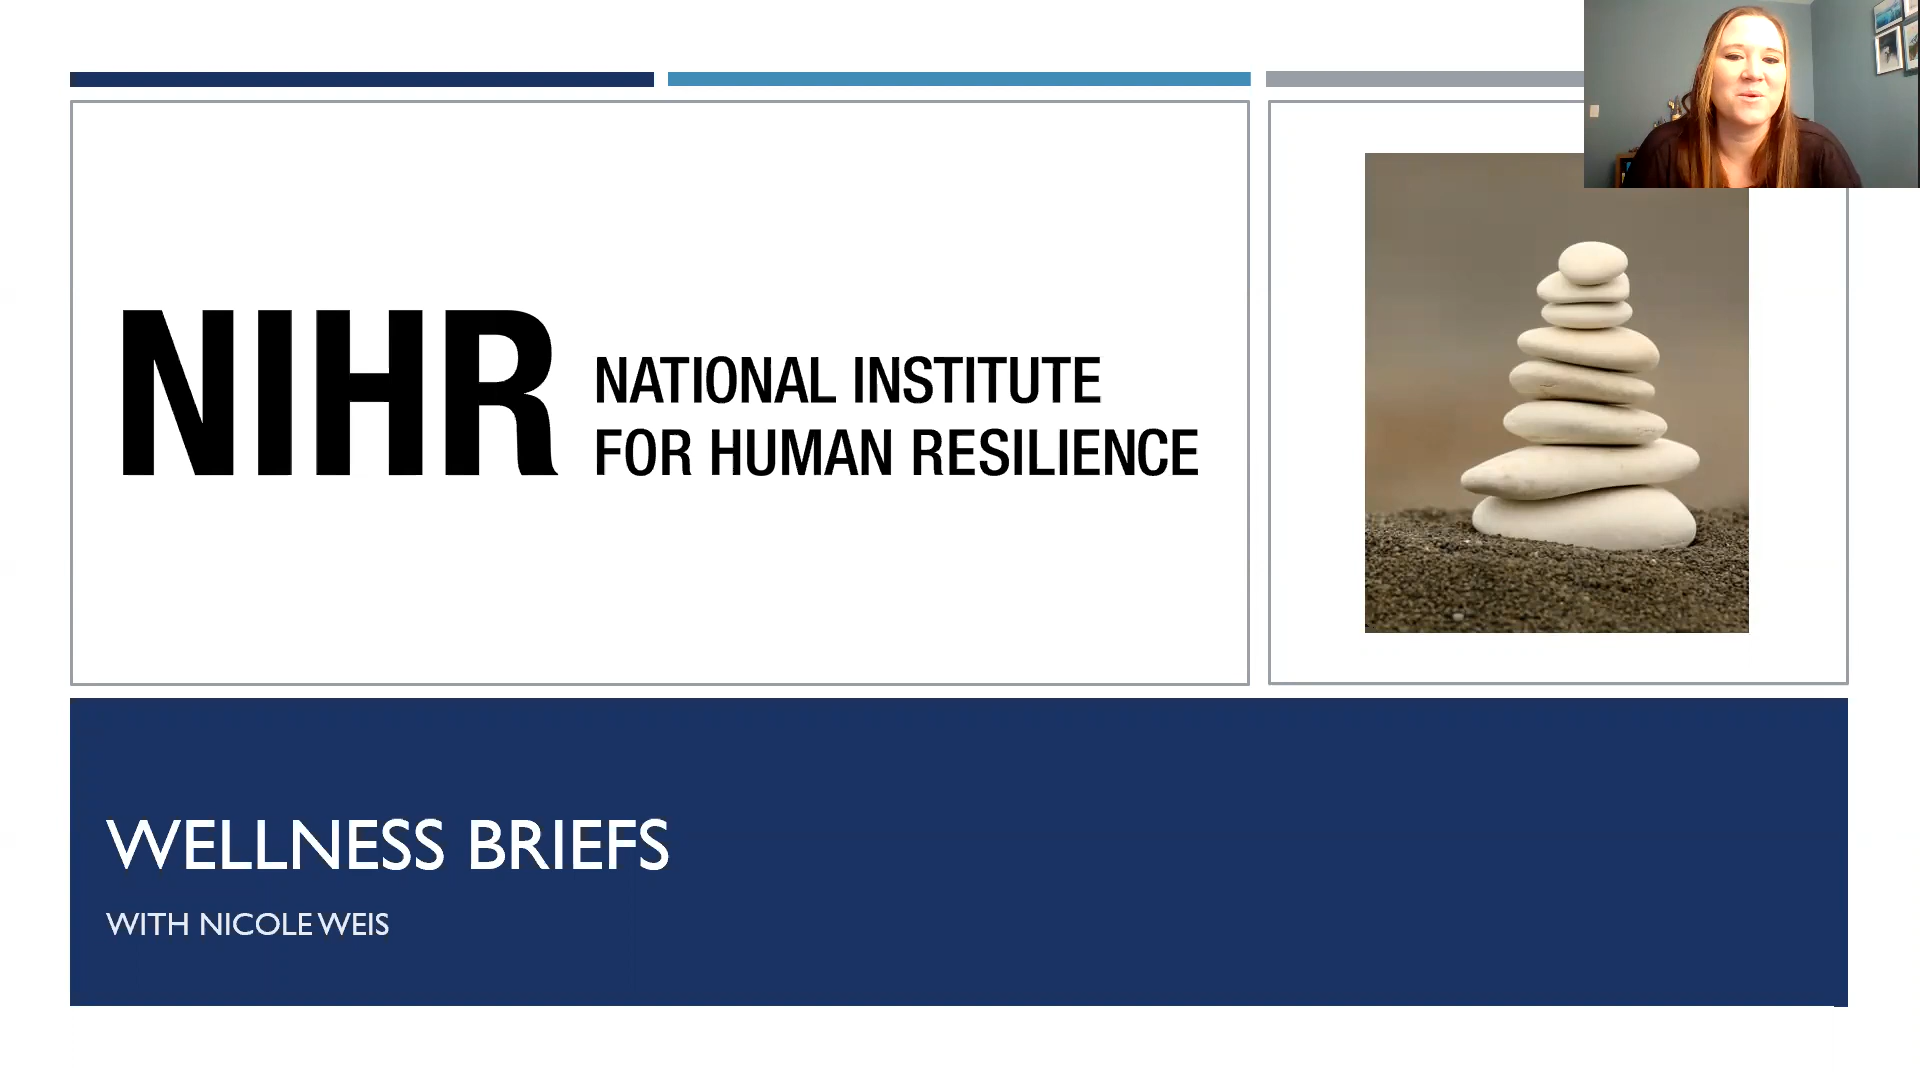 NIHR
NATIONAL INSTITUTE
FOR HUMAN RESILIENCE
WELLNESS BRIEFS
WITH NICOLE WEIS